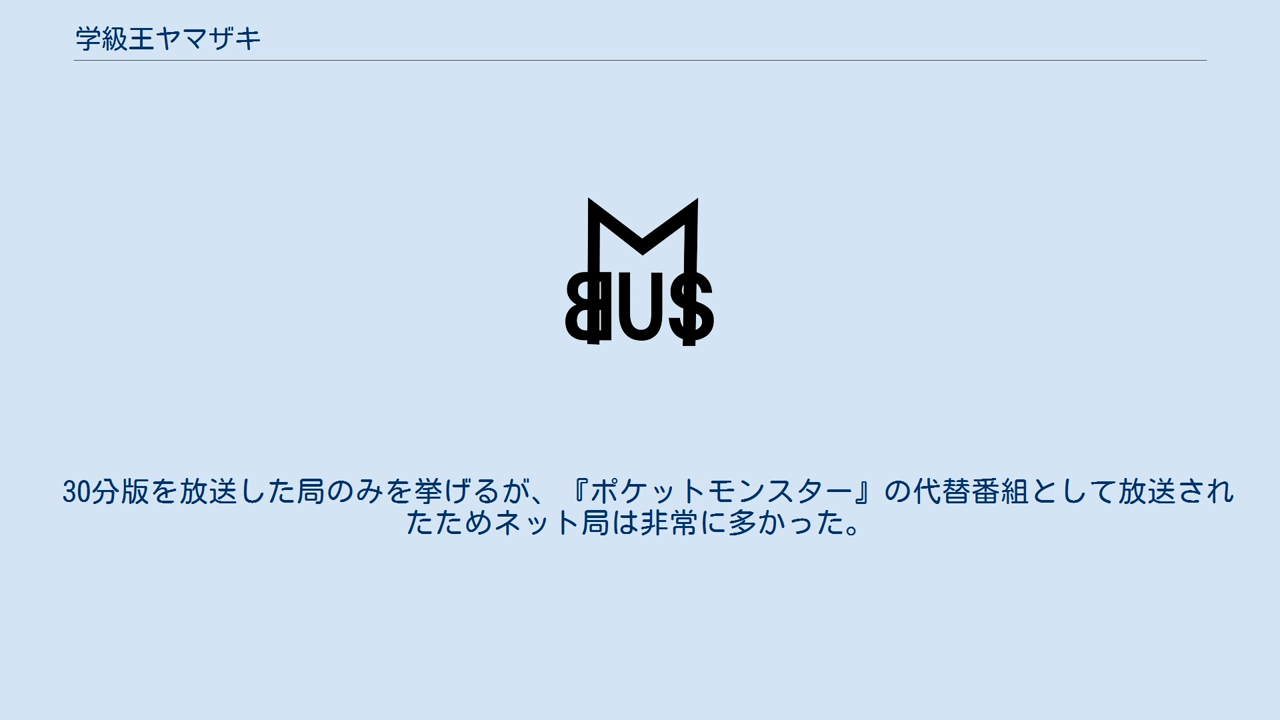 学級王ヤマザキ
M
BUS
30分版を放送した局のみを挙げるが、『ポケットモンスター』の代替番組として放送され
たためネット局は非常に多かった。